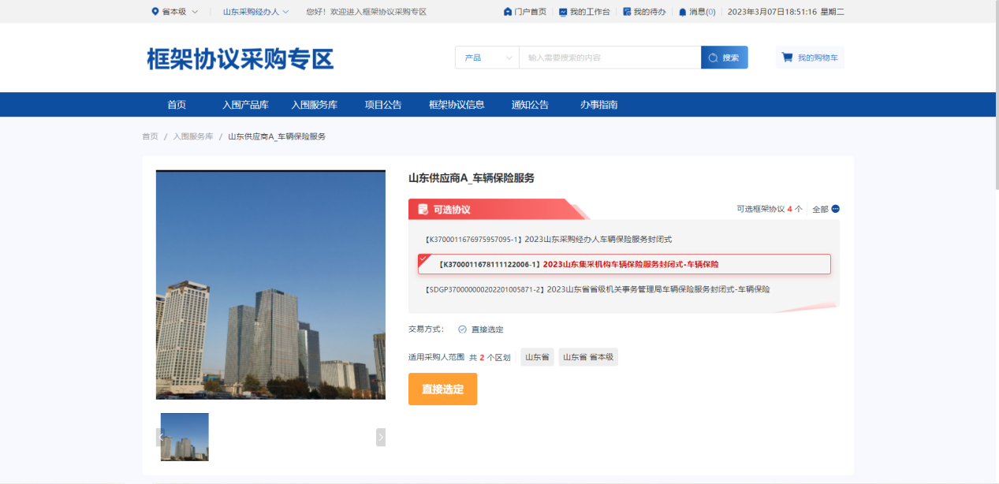 省本级 山东采购经办人 您好！欢迎进入框架协议采购专区 门户首页 我的工作台 我的待办 消息(0) 2023年03月07日18:51:16 星期二
框架协议采购专区 产品 输入需要搜索的内容 搜索 我的购物车
首页 入围产品库 入围服务库 项目公告 框架协议信息 通知公告 办事指南
首页 / 入围服务库 / 山东供应商A_车辆保险服务
山东供应商A_车辆保险服务
可选协议 可选框架协议 4 个 全部
【K3700011676975957095-1】2023山东采购经办人车辆保险服务封闭式
【K3700011678111122006-1】2023山东集采机构车辆保险服务封闭式-车辆保险
【SDGP370000000202201005871-2】2023山东省省级机关事务管理局车辆保险服务封闭式-车辆保险
交易方式： 直接选定
适用采购人范围 共 2 个区划 山东省 山东省 省本级
直接选定